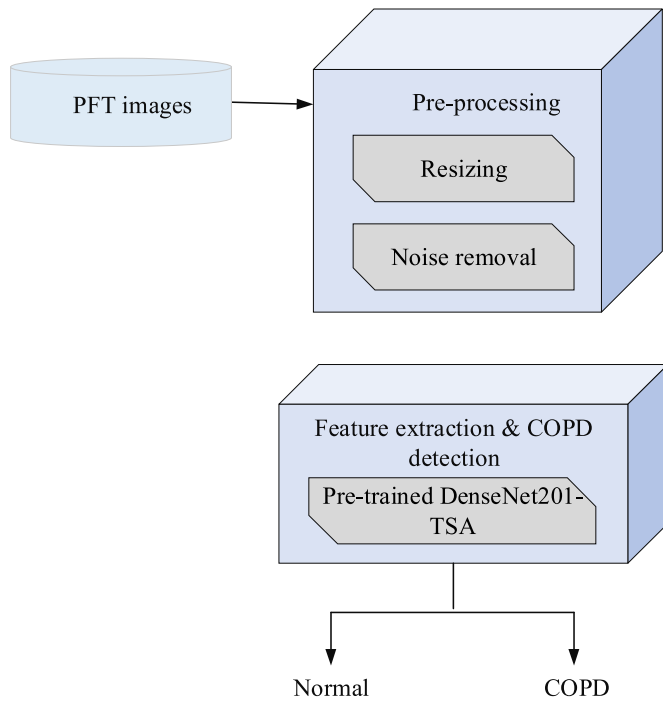 PFT images
Pre-processing
Resizing
Noise removal
Feature extraction & COPD
detection
Pre-trained DenseNet201-
TSA
Normal
COPD